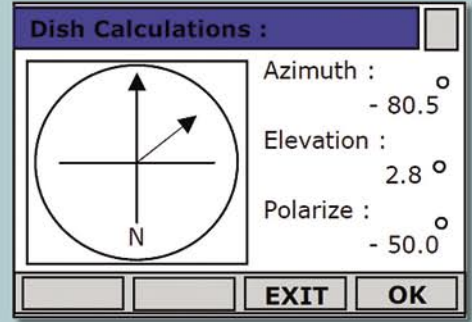 Dish Calculations :
Azimuth :
- 80.5°
Elevation :
2.8 °
Polarize :
- 50.0°
N
EXIT OK